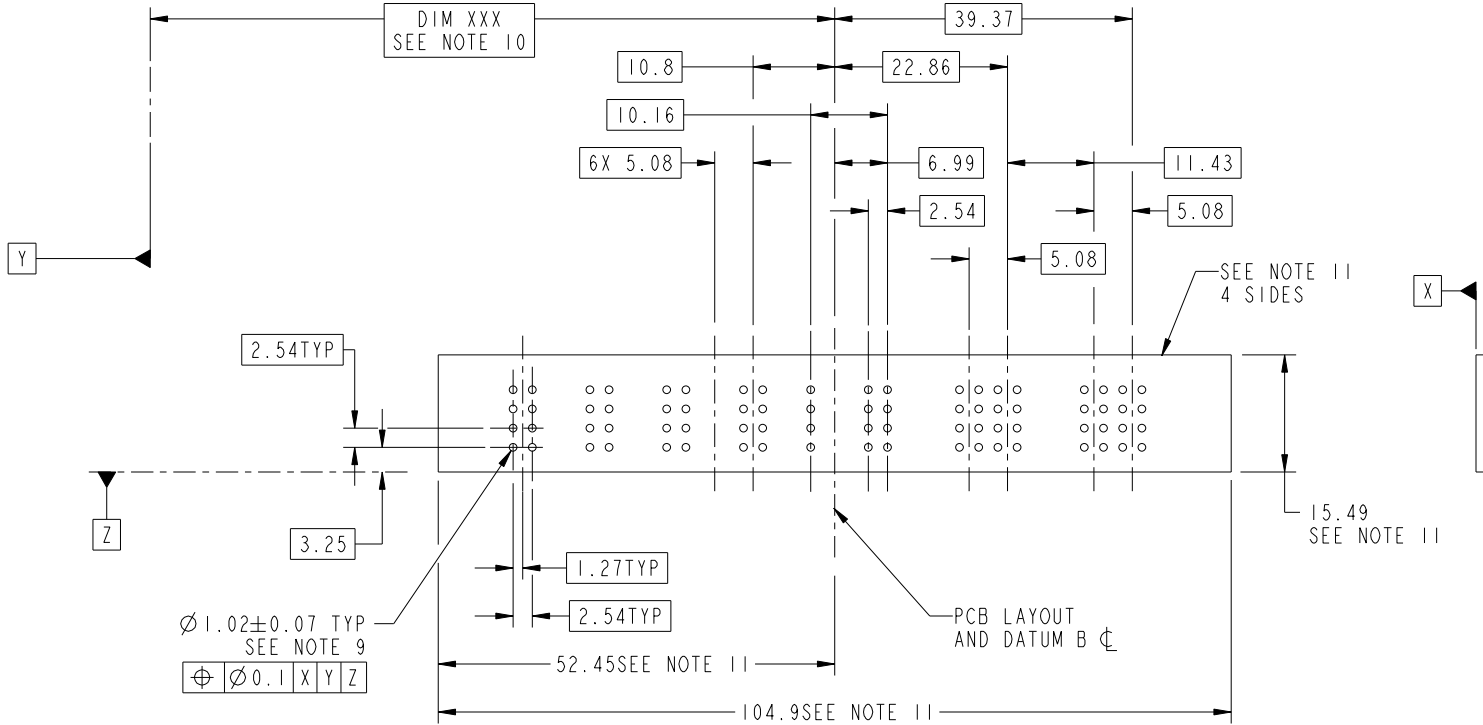 DIM XXX
SEE NOTE 10
39.37
10.8
22.86
10.16
6X 5.08
6.99
11.43
2.54
5.08
Y
5.08
SEE NOTE 11
4 SIDES
X
2.54TYP
Z
3.25
15.49
SEE NOTE 11
1.27TYP
2.54TYP
Ø1.02±0.07 TYP
SEE NOTE 9
⌖ Ø0.1 X Y Z
PCB LAYOUT
AND DATUM B ℄
52.45SEE NOTE 11
104.9SEE NOTE 11